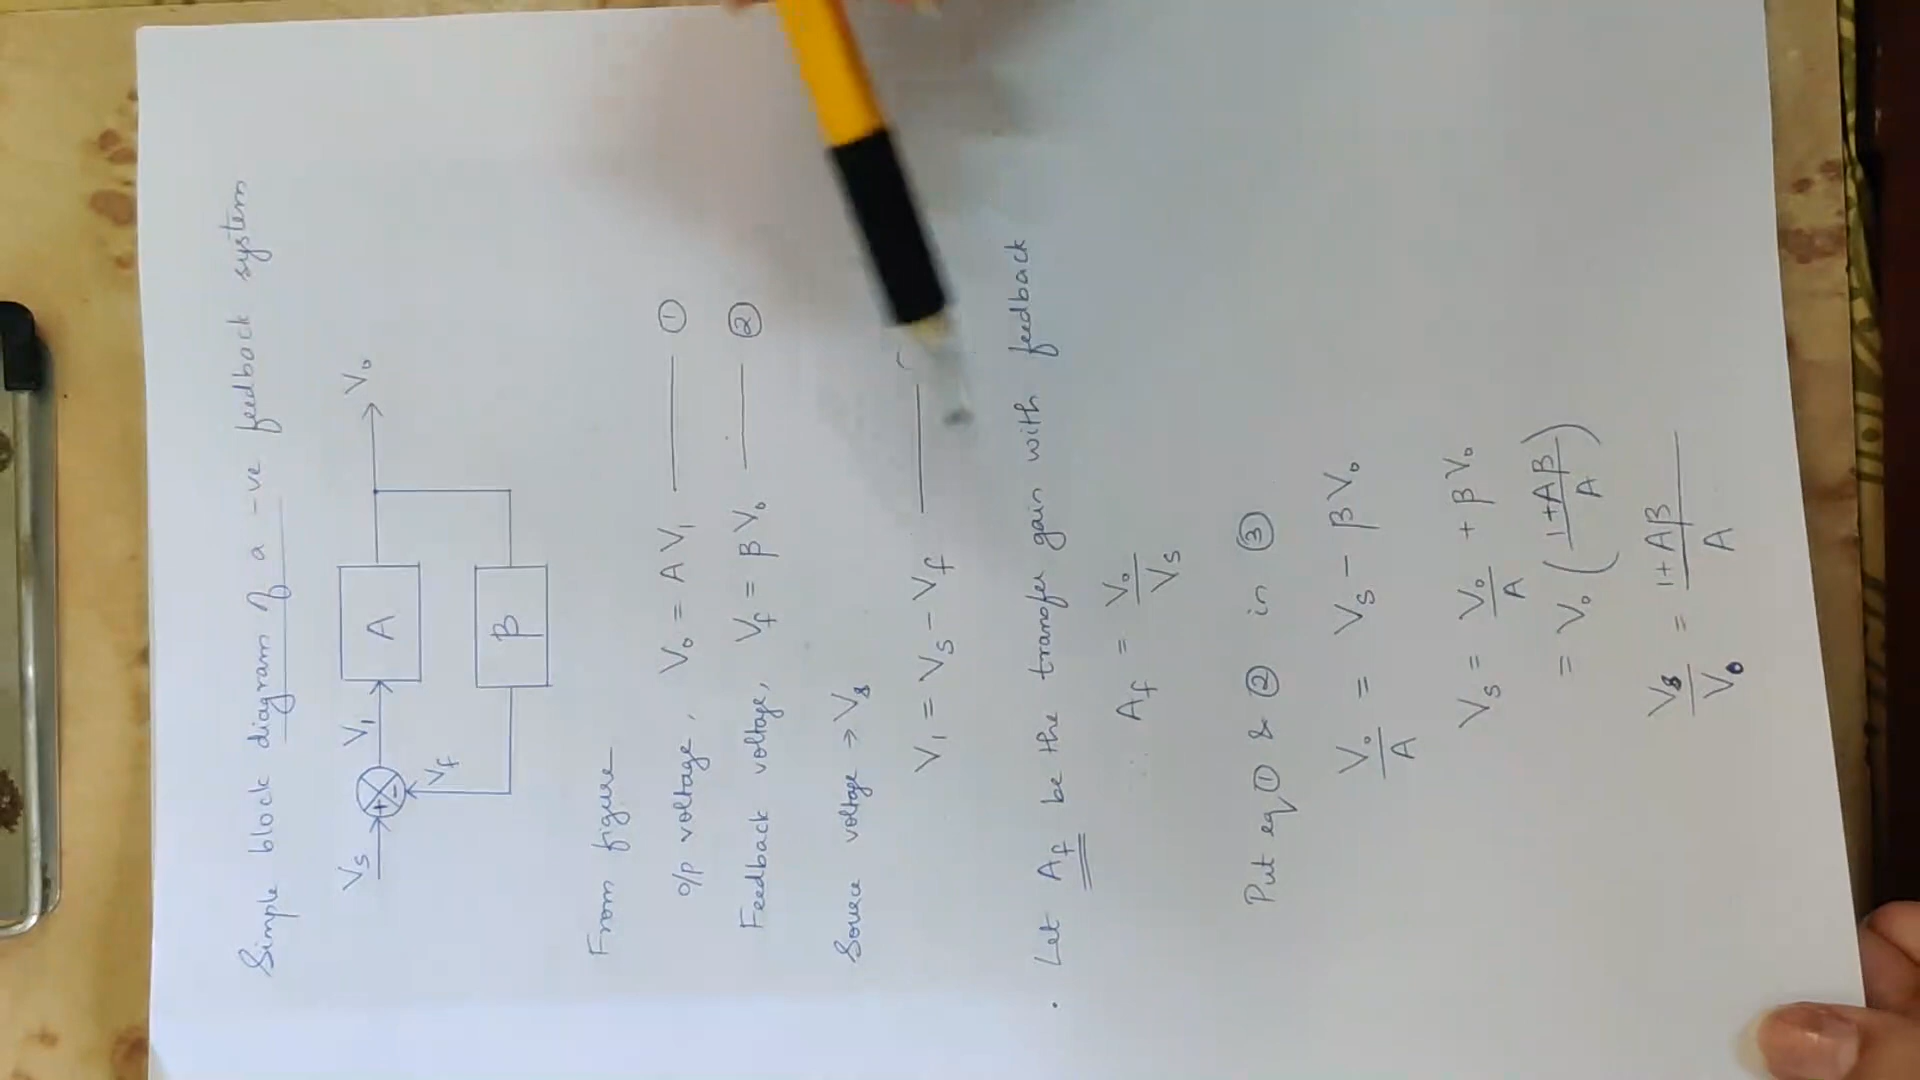 Simple block diagram of a -ve feedback system
Vs V1 A Vo
+ -
Vf β
From figure
o/p voltage, Vo = AV1 ——— ①
Feedback voltage, Vf = βVo ——— ②
Source voltage → Vs
V1 = Vs - Vf ———
. Let Af be the transfer gain with feedback
∴ Af = Vo/Vs
Put eq ① & ② in ③
Vo/A = Vs - βVo
Vs = Vo/A + βVo
= Vo (1+Aβ/A)
Vs/Vo = 1+Aβ/A